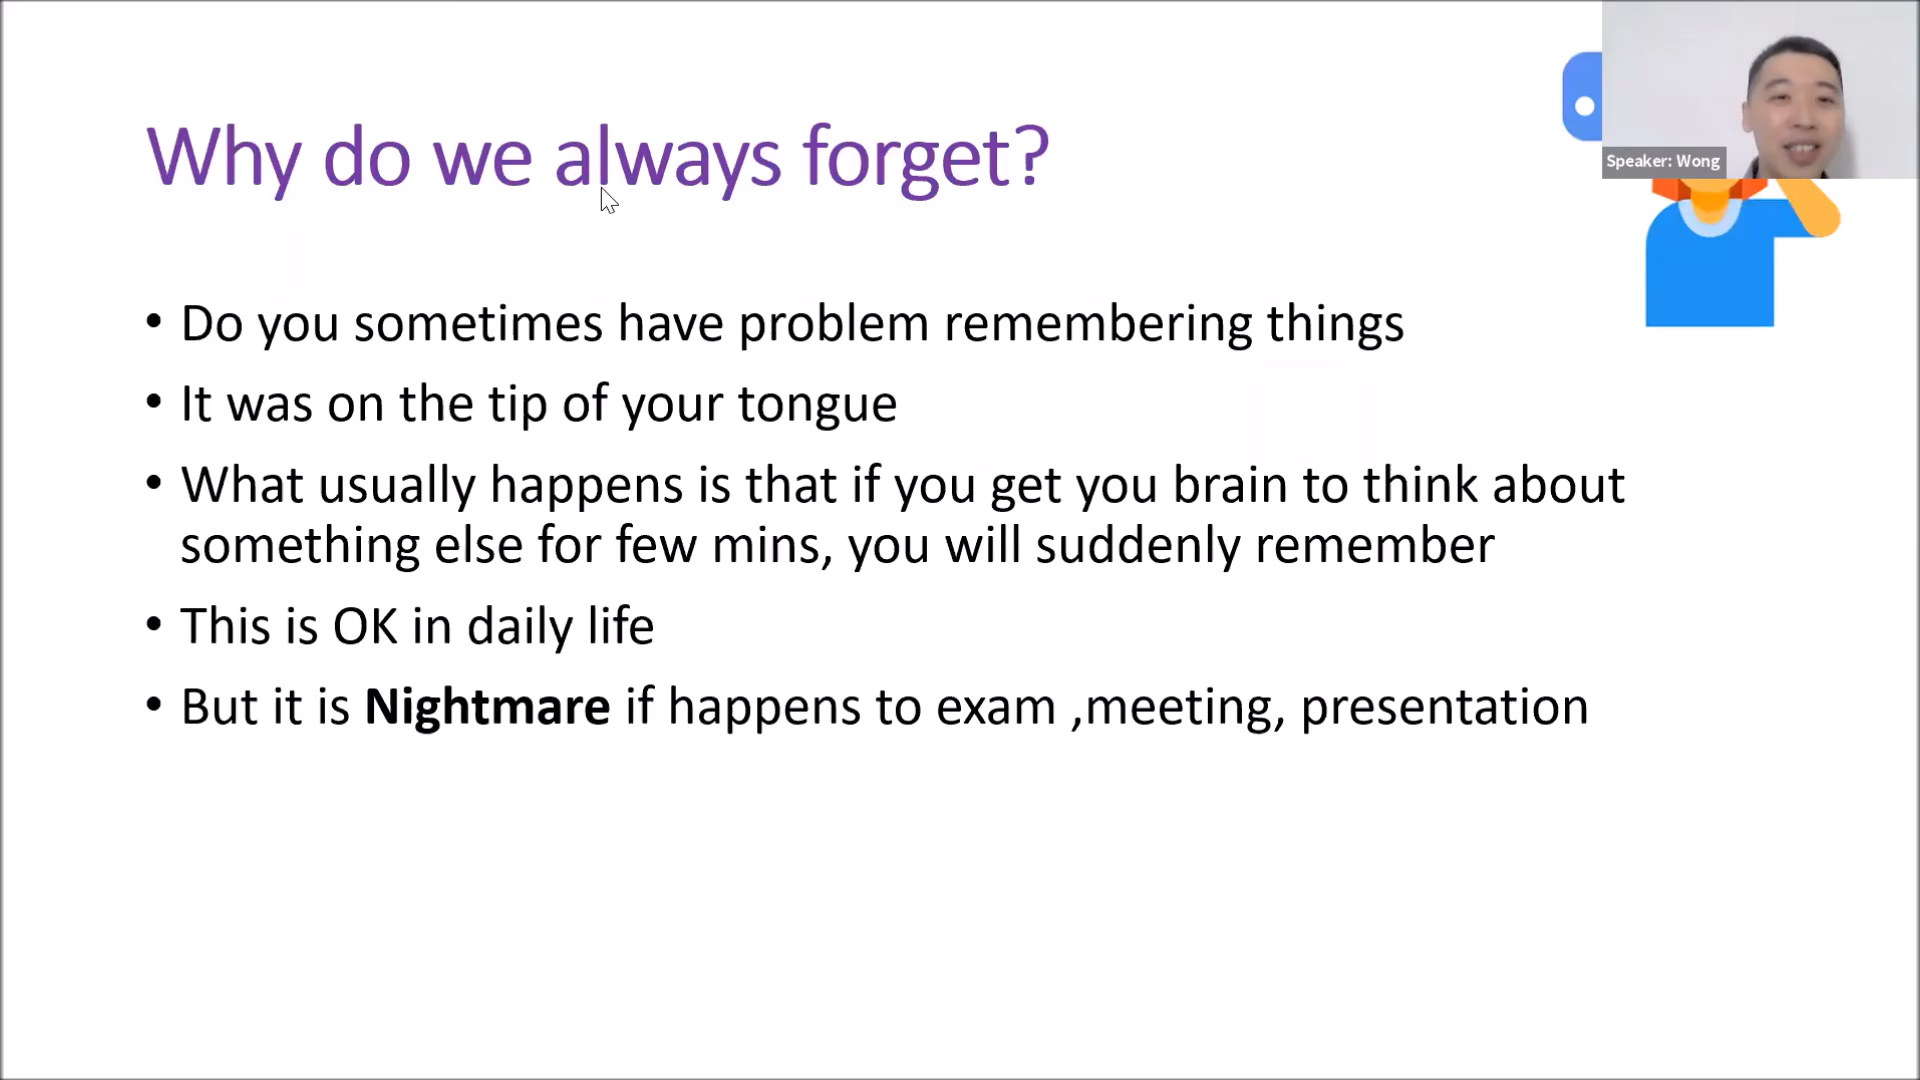 Why do we always forget?
Speaker: Wong
• Do you sometimes have problem remembering things
• It was on the tip of your tongue
• What usually happens is that if you get you brain to think about
something else for few mins, you will suddenly remember
• This is OK in daily life
• But it is Nightmare if happens to exam ,meeting, presentation